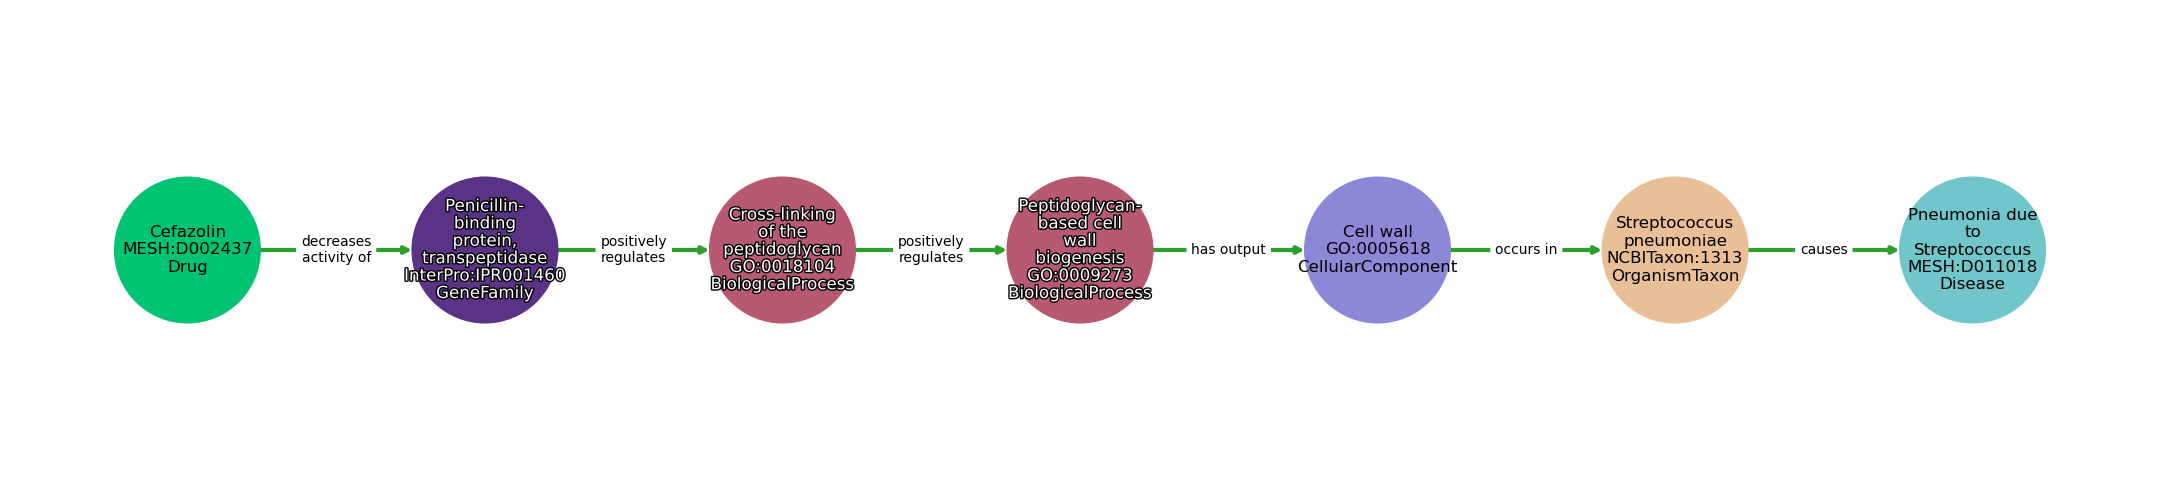 Cefazolin
MESH:D002437
Drug
decreases
activity of
Penicillin-
binding
protein,
transpeptidase
InterPro:IPR001460
GeneFamily
positively
regulates
Cross-linking
of the
peptidoglycan
GO:0018104
BiologicalProcess
positively
regulates
Peptidoglycan-
based cell
wall
biogenesis
GO:0009273
BiologicalProcess
has output
Cell wall
GO:0005618
CellularComponent
occurs in
Streptococcus
pneumoniae
NCBITaxon:1313
OrganismTaxon
causes
Pneumonia due
to
Streptococcus
MESH:D011018
Disease